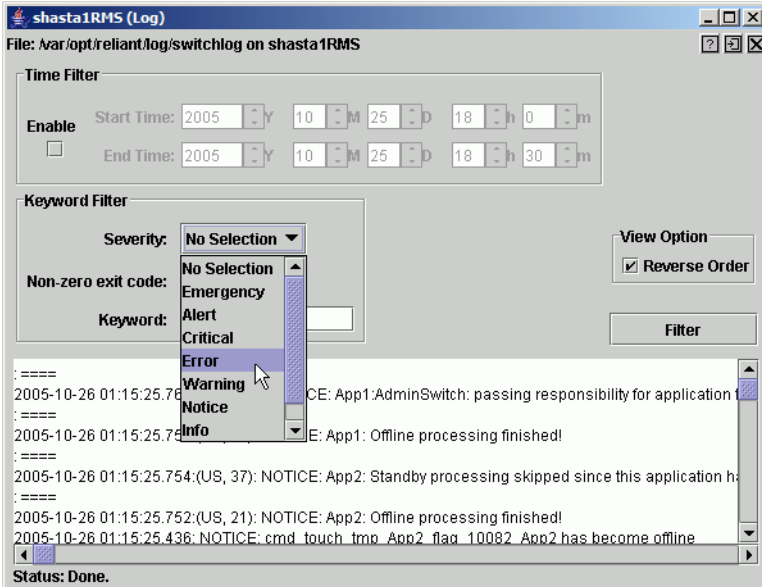 shasta1RMS (Log)
File: /var/opt/reliant/log/switchlog on shasta1RMS
Time Filter
Enable
Start Time: 2005 Y 10 M 25 D 18 h 0 m
End Time: 2005 Y 10 M 25 D 18 h 30 m
Keyword Filter
Severity: No Selection
No Selection
Emergency
Alert
Critical
Error
Warning
Notice
Info
Non-zero exit code:
Keyword:
View Option
Reverse Order
Filter
: ====
2005-10-26 01:15:25.76 CE: App1:AdminSwitch: passing responsibility for application
: ====
2005-10-26 01:15:25.75 E: App1: Offline processing finished!
: ====
2005-10-26 01:15:25.754:(US, 37): NOTICE: App2: Standby processing skipped since this application ha
: ====
2005-10-26 01:15:25.752:(US, 21): NOTICE: App2: Offline processing finished!
2005-10-26 01:15:25.436: NOTICE: cmd_touch_tmp_App2_flag_10082_App2 has become offline
Status: Done.